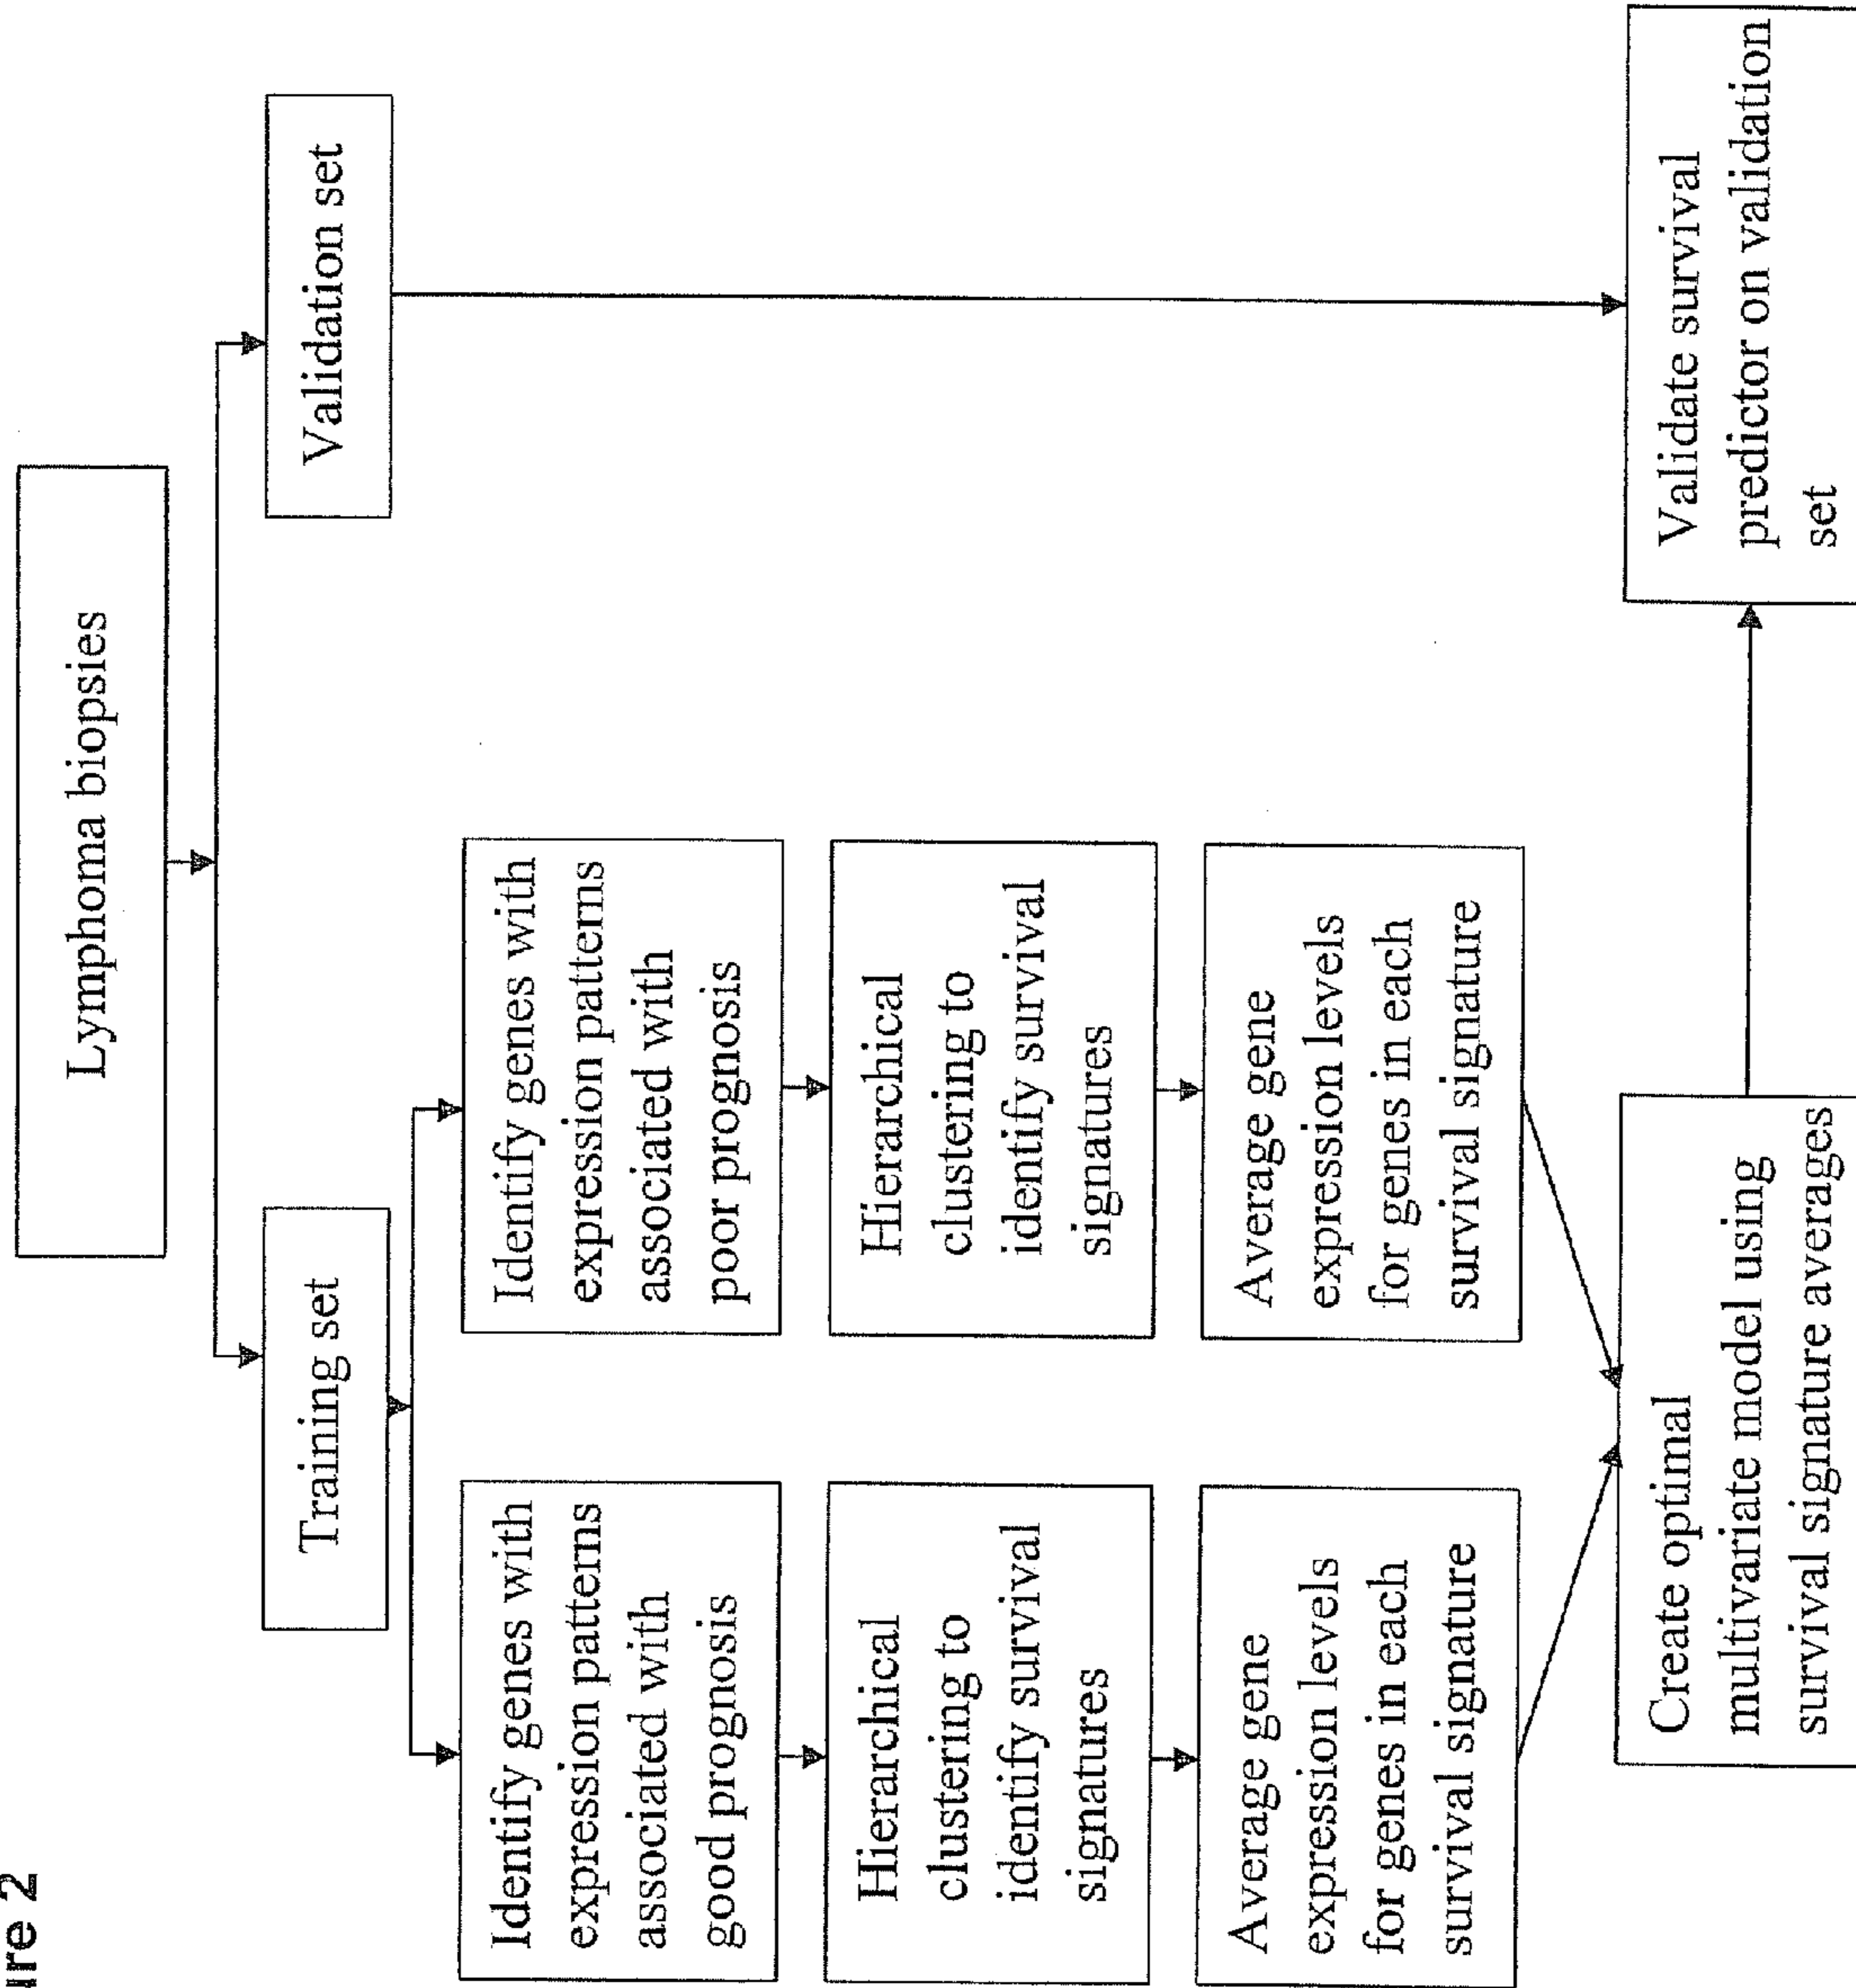 ure 2
Lymphoma biopsies
Training set
Validation set
Identify genes with
expression patterns
associated with
good prognosis
Identify genes with
expression patterns
associated with
poor prognosis
Hierarchical
clustering to
identify survival
signatures
Hierarchical
clustering to
identify survival
signatures
Average gene
expression levels
for genes in each
survival signature
Average gene
expression levels
for genes in each
survival signature
Create optimal
multivariate model using
survival signature averages
Validate survival
predictor on validation
set